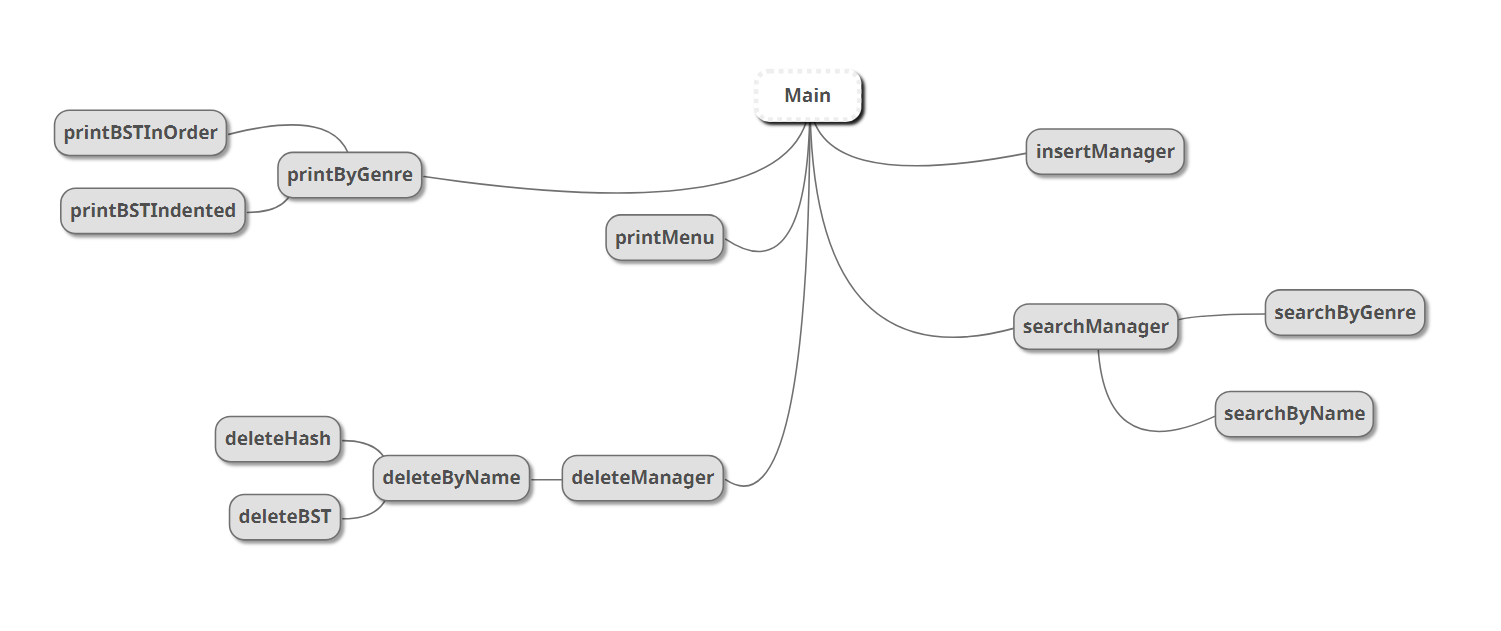 Main
printBSTInOrder
insertManager
printByGenre
printBSTIndented
printMenu
searchByGenre
searchManager
searchByName
deleteHash
deleteByName
deleteManager
deleteBST